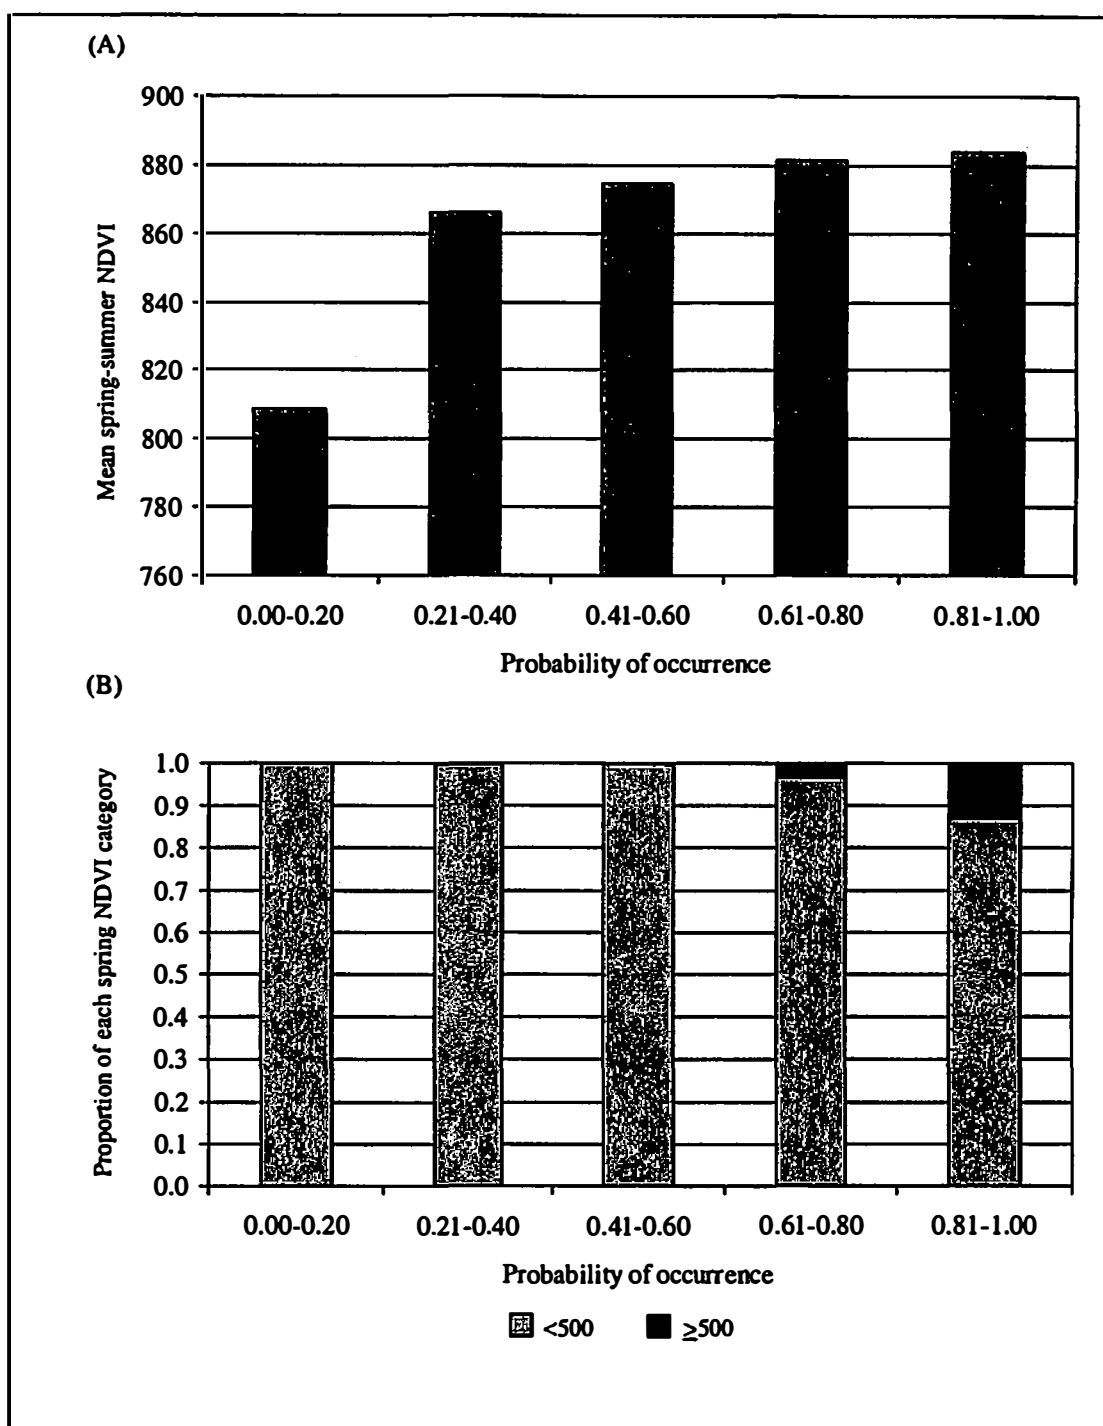 (A)
Mean spring-summer NDVI
900
880
860
840
820
800
780
760
0.00-0.20 0.21-0.40 0.41-0.60 0.61-0.80 0.81-1.00
Probability of occurrence
(B)
Proportion of each spring NDVI category
1.0
0.9
0.8
0.7
0.6
0.5
0.4
0.3
0.2
0.1
0.0
0.00-0.20 0.21-0.40 0.41-0.60 0.61-0.80 0.81-1.00
Probability of occurrence
<500 ≥500